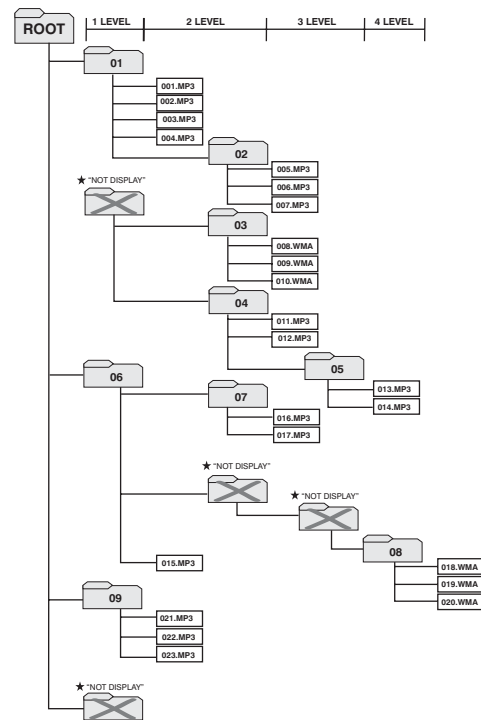 ROOT
1 LEVEL 2 LEVEL 3 LEVEL 4 LEVEL
01
001.MP3
002.MP3
003.MP3
004.MP3
02
★ "NOT DISPLAY"
005.MP3
006.MP3
007.MP3
03
008.WMA
009.WMA
010.WMA
04
011.MP3
012.MP3
05
06
013.MP3
014.MP3
07
016.MP3
017.MP3
★ "NOT DISPLAY"
★ "NOT DISPLAY"
08
015.MP3
018.WMA
019.WMA
020.WMA
09
021.MP3
022.MP3
023.MP3
★ "NOT DISPLAY"